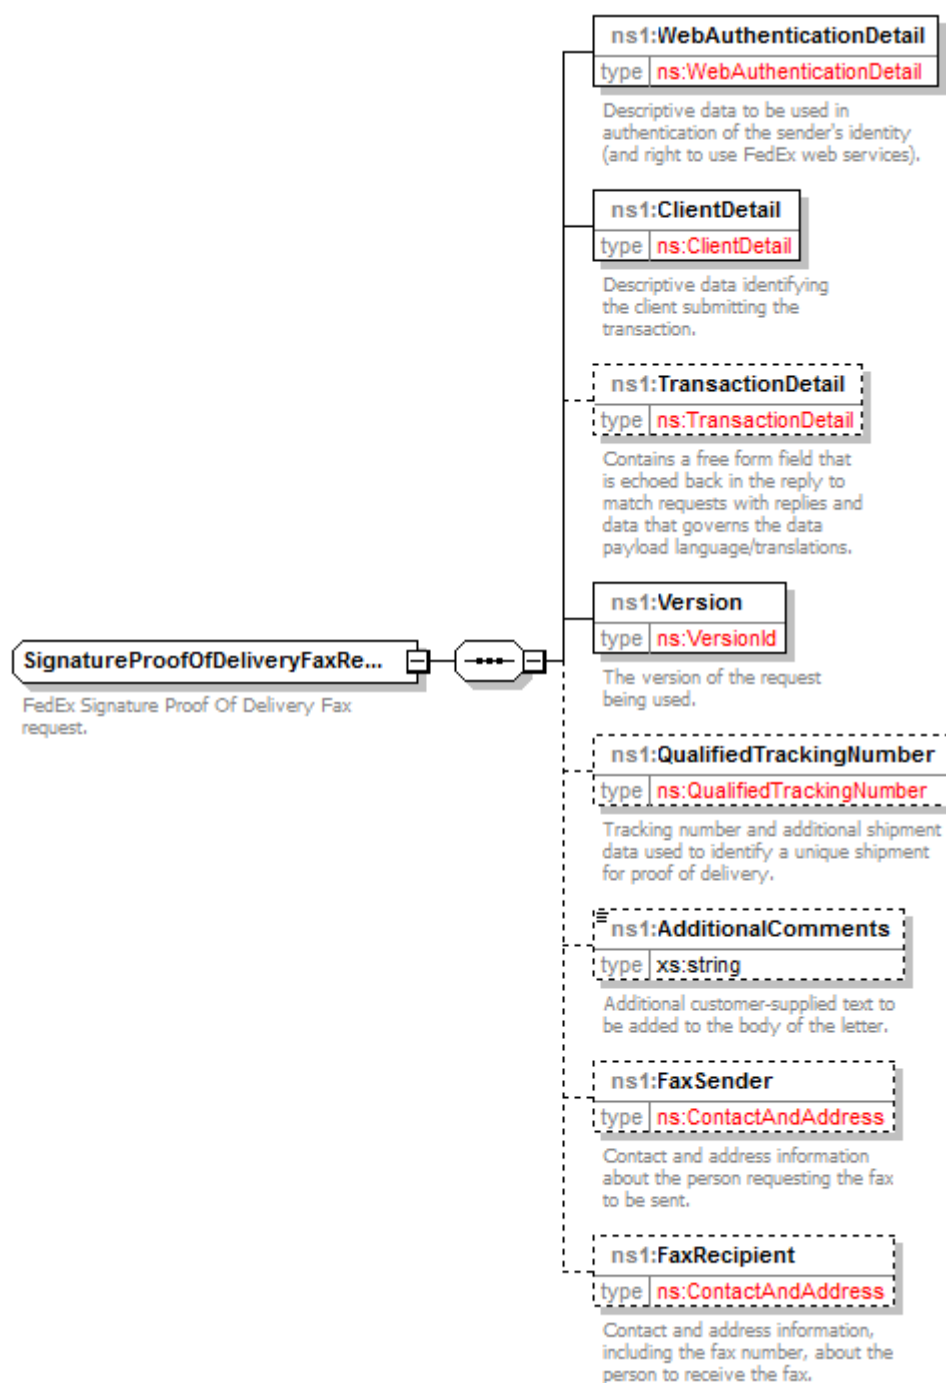 ns1:WebAuthenticationDetail
type ns:WebAuthenticationDetail
Descriptive data to be used in
authentication of the sender's identity
(and right to use FedEx web services).
ns1:ClientDetail
type ns:ClientDetail
Descriptive data identifying
the client submitting the
transaction.
ns1:TransactionDetail
type ns:TransactionDetail
Contains a free form field that
is echoed back in the reply to
match requests with replies and
data that governs the data
payload language/translations.
ns1:Version
type ns:VersionId
The version of the request
being used.
SignatureProofOfDeliveryFaxRe...
FedEx Signature Proof Of Delivery Fax
request.
ns1:QualifiedTrackingNumber
type ns:QualifiedTrackingNumber
Tracking number and additional shipment
data used to identify a unique shipment
for proof of delivery.
ns1:AdditionalComments
type xs:string
Additional customer-supplied text to
be added to the body of the letter.
ns1:FaxSender
type ns:ContactAndAddress
Contact and address information
about the person requesting the fax
to be sent.
ns1:FaxRecipient
type ns:ContactAndAddress
Contact and address information,
including the fax number, about the
person to receive the fax.